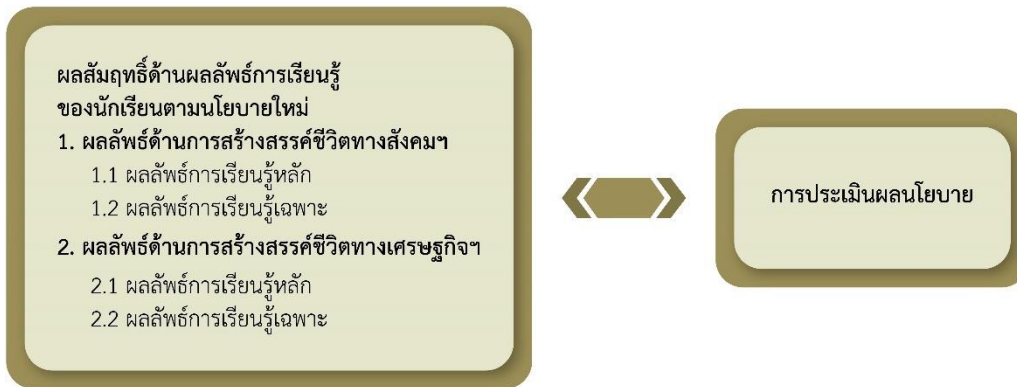 ผลสัมฤทธิ์ด้านผลลัพธ์การเรียนรู้
ของนักเรียนตามนโยบายใหม่
1. ผลลัพธ์ด้านการสร้างสรรค์ชีวิตทางสังคมฯ
1.1 ผลลัพธ์การเรียนรู้หลัก
1.2 ผลลัพธ์การเรียนรู้เฉพาะ
2. ผลลัพธ์ด้านการสร้างสรรค์ชีวิตทางเศรษฐกิจฯ
2.1 ผลลัพธ์การเรียนรู้หลัก
2.2 ผลลัพธ์การเรียนรู้เฉพาะ
การประเมินผลนโยบาย